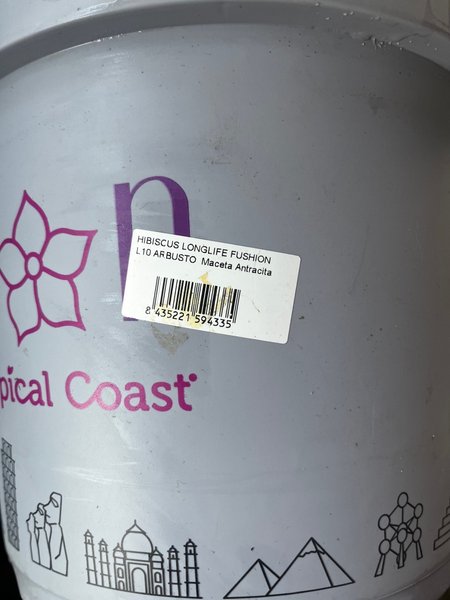 n
HIBISCUS LONGLIFE FUSHION
L10 ARBUSTO Maceta Antracita
8 435221 594335
pical Coast